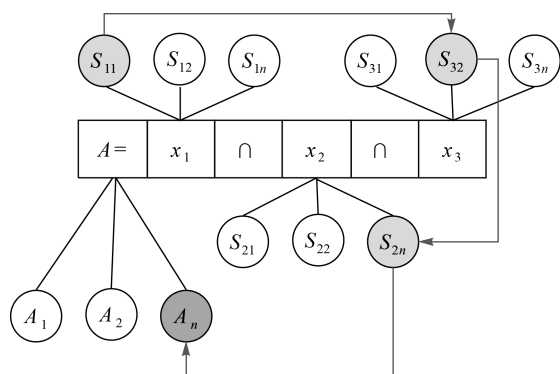 S₁₁ S₁₂ S₁ₙ S₃₁ S₃₂ S₃ₙ
A = x₁ ∩ x₂ ∩ x₃
S₂₁ S₂₂ S₂ₙ
A₁ A₂ Aₙ